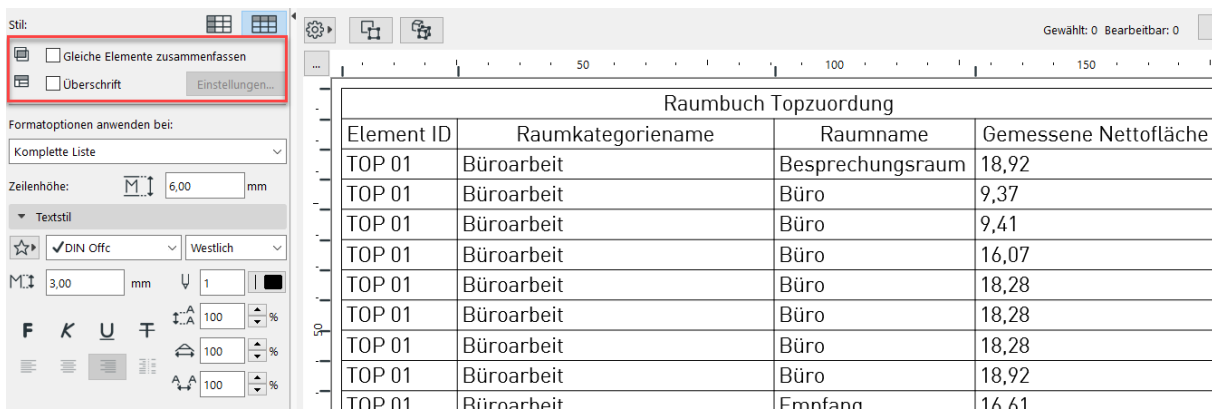 Stil:
Gleiche Elemente zusammenfassen
Überschrift
Einstellungen...
Formatoptionen anwenden bei:
Komplette Liste
Zeilenhöhe: 6,00 mm
Textstil
DIN Offc Westlich
3,00 mm 1
100 %
F K U T
100 %
100 %
Gewählt: 0 Bearbeitbar: 0
... 50 100 150
50
Raumbuch Topzuordung
Element ID Raumkategoriename Raumname Gemessene Nettofläche
TOP 01 Büroarbeit Besprechungsraum 18,92
TOP 01 Büroarbeit Büro 9,37
TOP 01 Büroarbeit Büro 9,41
TOP 01 Büroarbeit Büro 16,07
TOP 01 Büroarbeit Büro 18,28
TOP 01 Büroarbeit Büro 18,28
TOP 01 Büroarbeit Büro 18,28
TOP 01 Büroarbeit Büro 18,92
TOP 01 Büroarbeit Empfang 16,61